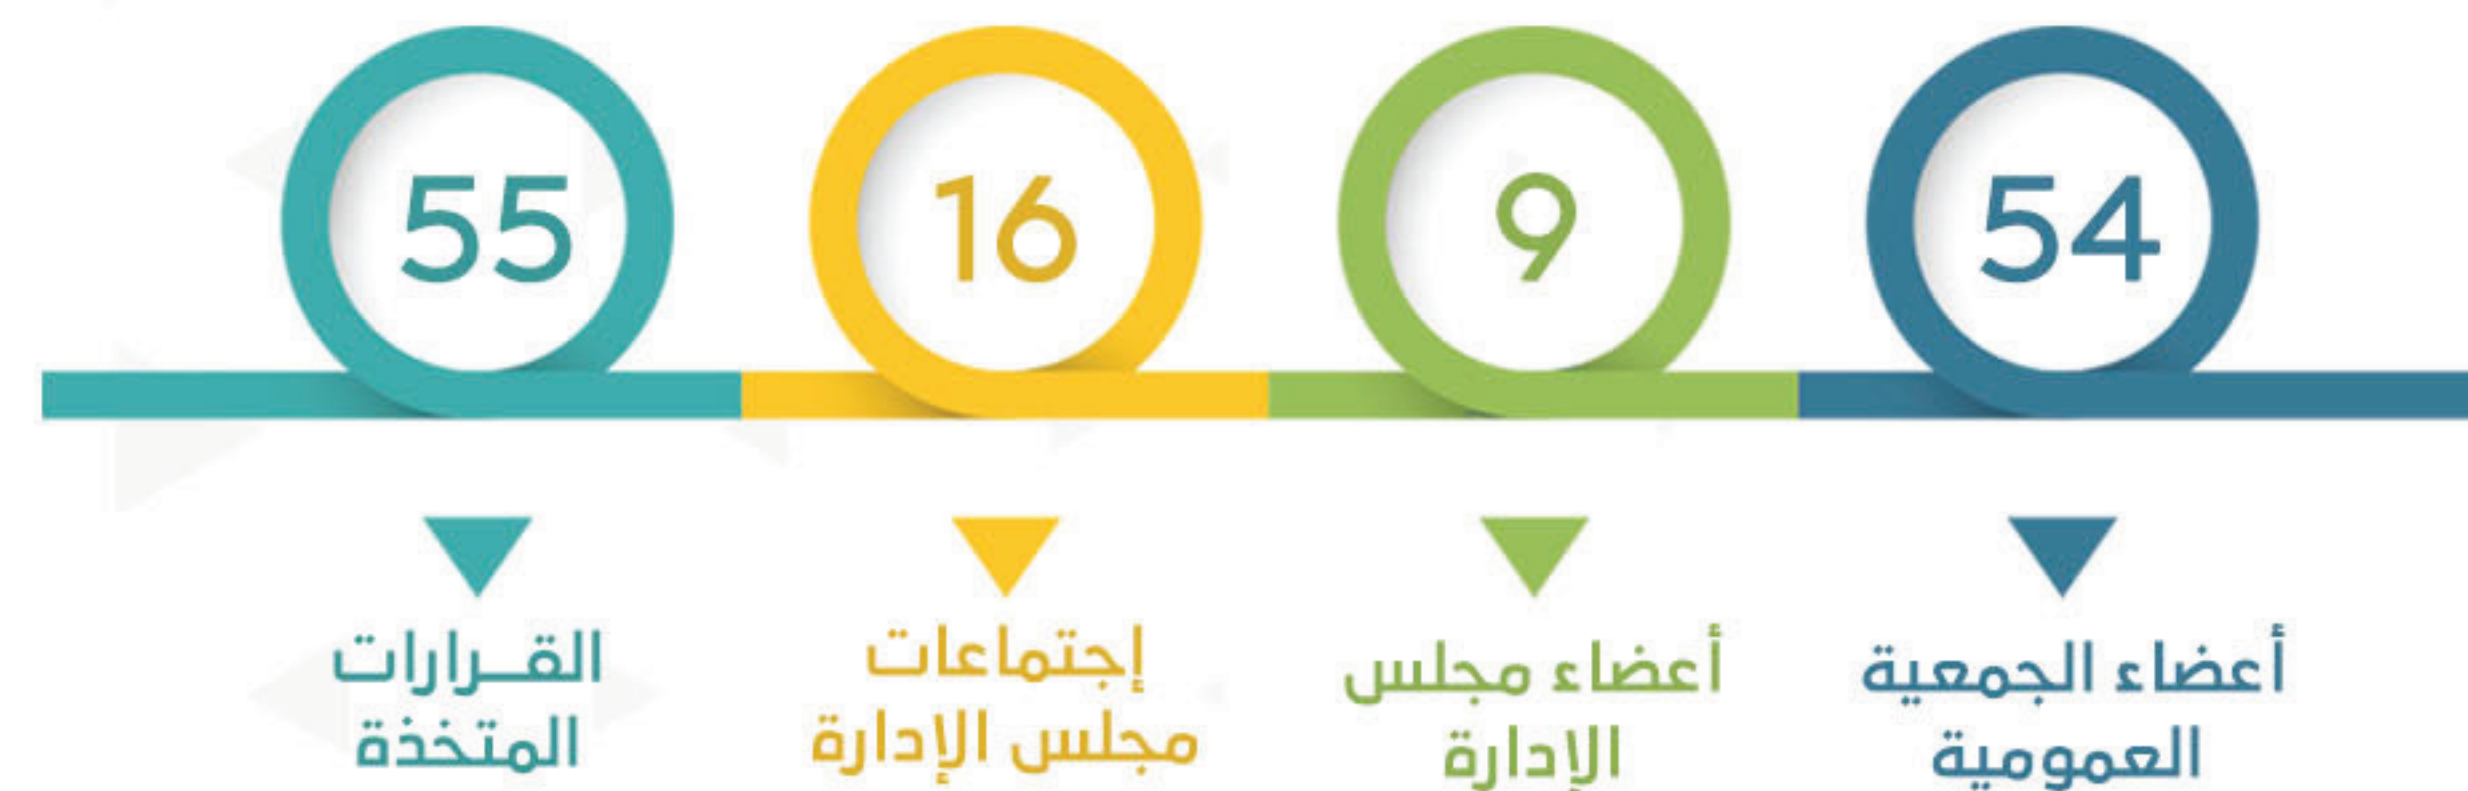 54
9
16
55
أعضاء الجمعية
العمومية
أعضاء مجلس
الإدارة
إجتماعات
مجلس الإدارة
القــرارات
المتخذة